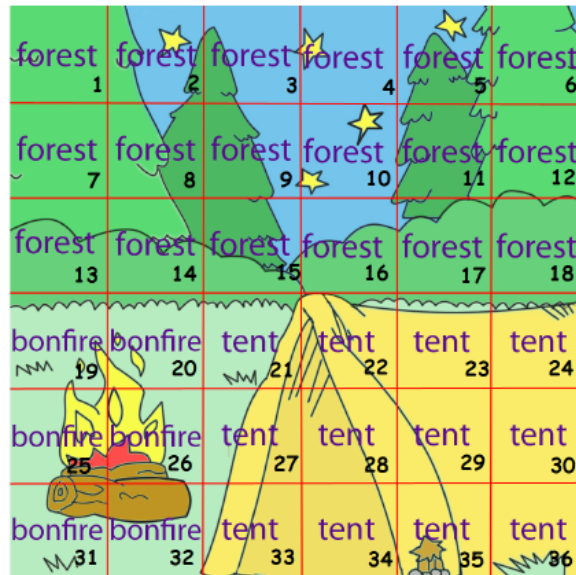 forest forest forest forest forest forest
1 2 3 4 5 6
forest forest forest forest forest forest
7 8 9 10 11 12
forest forest forest forest forest forest
13 14 15 16 17 18
bonfire bonfire tent tent tent tent
19 20 21 22 23 24
bonfire bonfire tent tent tent tent
25 26 27 28 29 30
bonfire bonfire tent tent tent tent
31 32 33 34 35 36